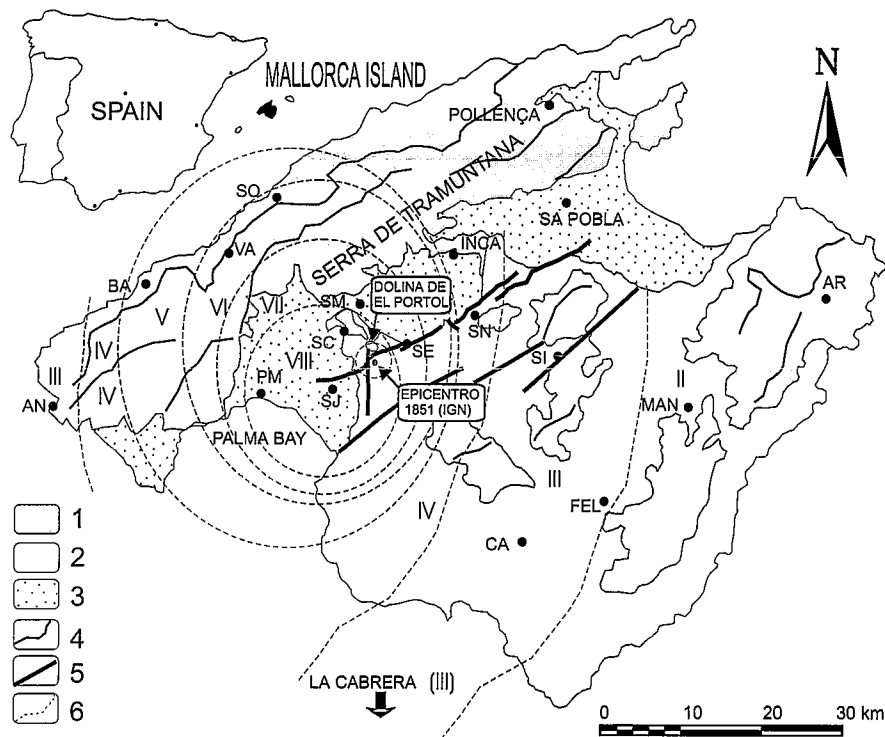 MALLORCA ISLAND
SPAIN
N
POLLENÇA
SERRA DE TRAMUNTANA
SO
SA POBLA
VA
INCA
BA
DOLINA DE
EL PORTOL
AR
V
VI
VII
SM
SN
IV
SC
VIII
SE
SI
III
IV
PM
SJ
EPICENTRO
1851 (IGN)
II
MAN
AN
PALMA BAY
III
IV
FEL
CA
1
2
3
4
5
6
LA CABRERA (III)
0 10 20 30 km